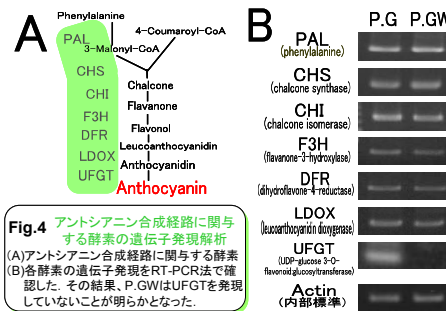 A
Phenylalanine
PAL
4-Coumaroyl-CoA
3-Malonyl-CoA
CHS
Chalcone
CHI
Flavanone
F3H
Flavonol
DFR
Leucoanthocyanidin
LDOX
Anthocyanidin
UFGT
Anthocyanin
Fig.4 アントシアニン合成経路に関与
する酵素の遺伝子発現解析
(A)アントシアニン合成経路に関与する酵素
(B)各酵素の遺伝子発現をRT-PCR法で確
認した. その結果、P.GWはUFGTを発現
していないことが明らかとなった.
B
P.G P.GW
PAL
(phenylalanine)
CHS
(chalcone synthase)
CHI
(chalcone isomerase)
F3H
(flavanone-3-hydroxylase)
DFR
(dihydroflavone-4-reductase)
LDOX
(leucoanthocyanidin dioxygenase)
UFGT
(UDP-glucose 3-O-
flavonoid:glucosyltransferase)
Actin
(内部標準)